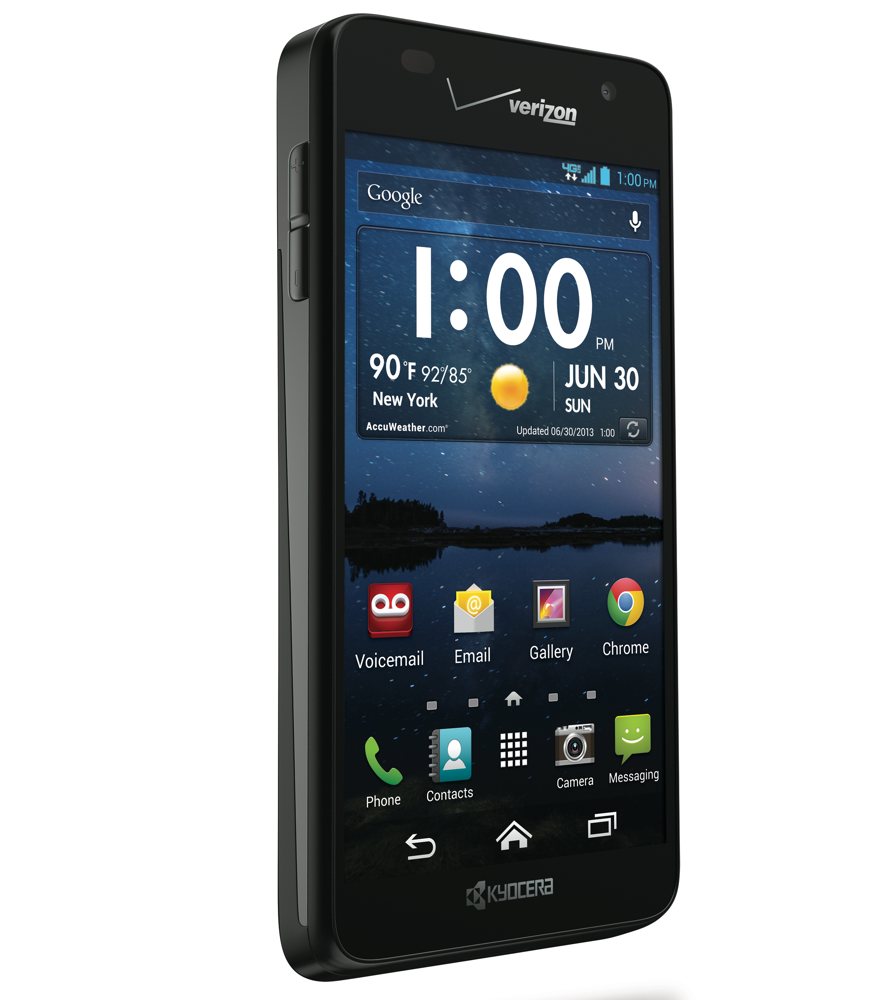 verizon
4G
1:00 PM
Google
1:00 PM
90°F 92°/85°
New York
JUN 30
SUN
AccuWeather.com®
Updated 06/30/2013 1:00
Voicemail
Email
Gallery
Chrome
Phone
Contacts
Camera
Messaging
KYOCERA